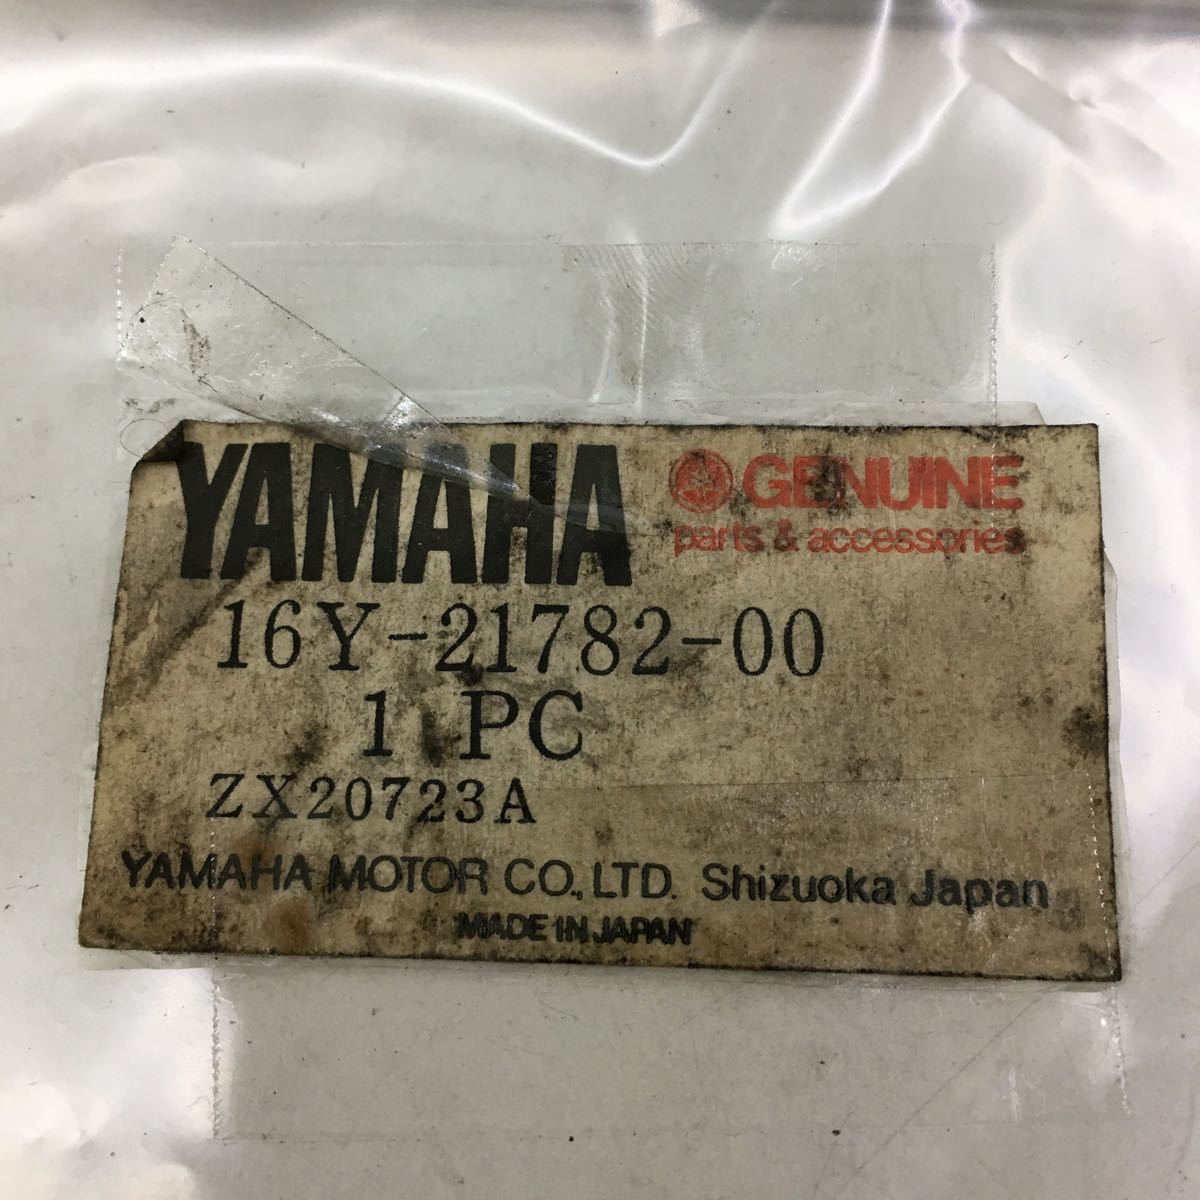 YAMAHA GENUINE
parts & accessories
16Y-21782-00
1 PC
ZX20723A
YAMAHA MOTOR CO., LTD. Shizuoka Japan
MADE IN JAPAN